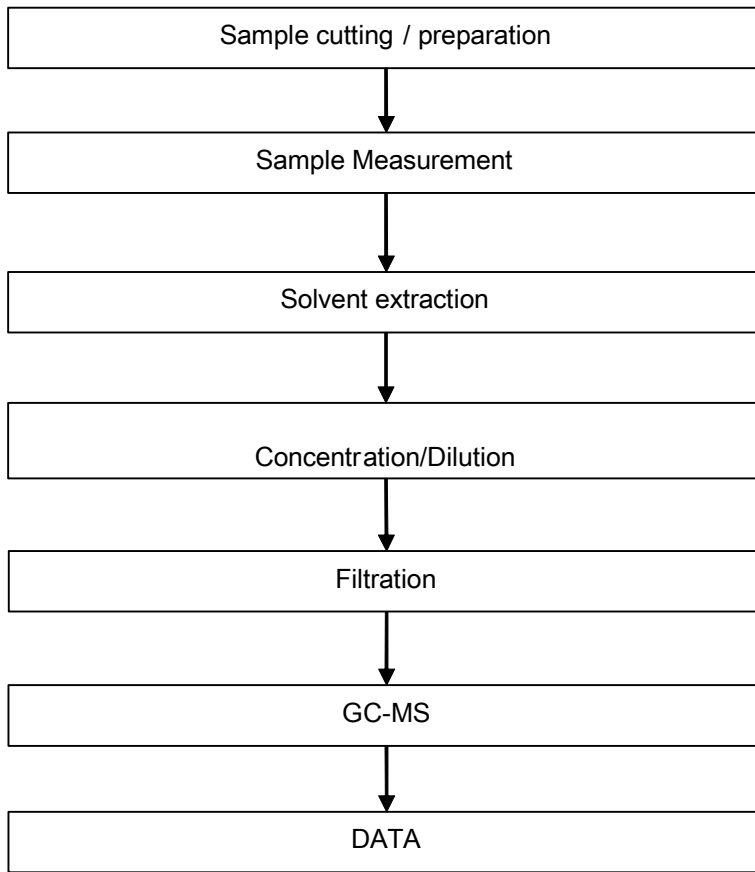 Sample cutting / preparation
Sample Measurement
Solvent extraction
Concentration/Dilution
Filtration
GC-MS
DATA